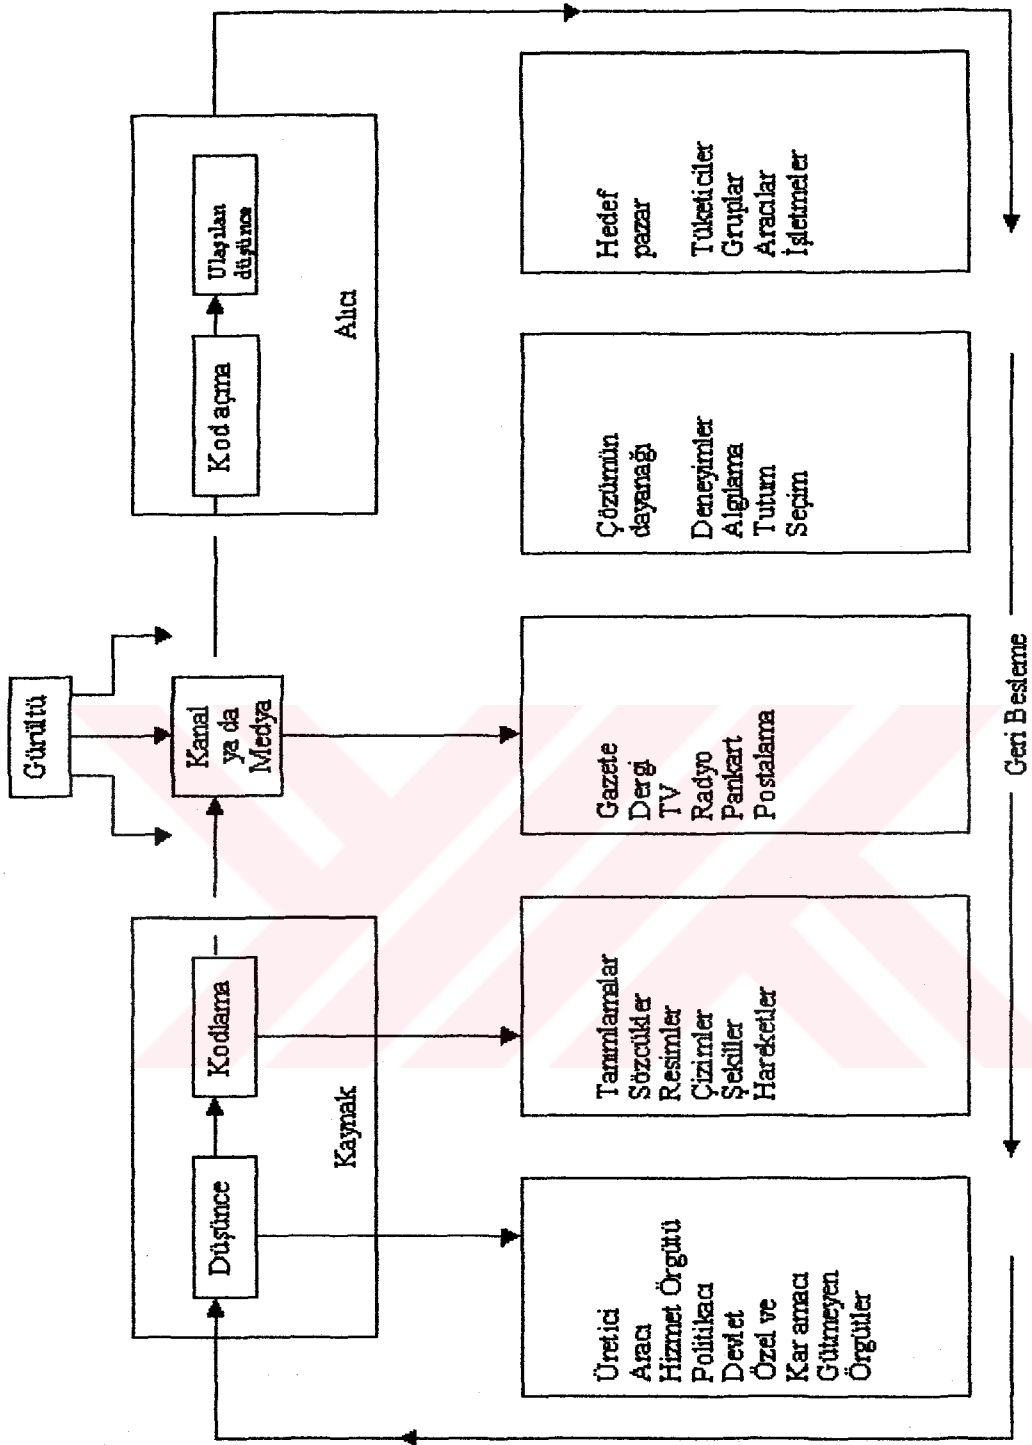 Gürültü
Düşünce
Kodlama
Kaynak
Kanal
ya da
Medya
Kod açma
Ulaşılan
düşünce
Alıcı
Üretici
Aracı
Hizmet Örgütü
Politikacı
Devlet
Özel ve
Kar amacı
Gütmeyen
Örgütler
Tanımlamalar
Sözcükler
Resimler
Çizimler
Şekiller
Hareketler
Gazete
Dergi
TV
Radyo
Pankart
Postalama
Çözümün
dayanağı
Deneyimler
Algılama
Tutum
Seçim
Hedef
pazar
Tüketiciler
Gruplar
Aracılar
İşletmeler
Geri Besleme